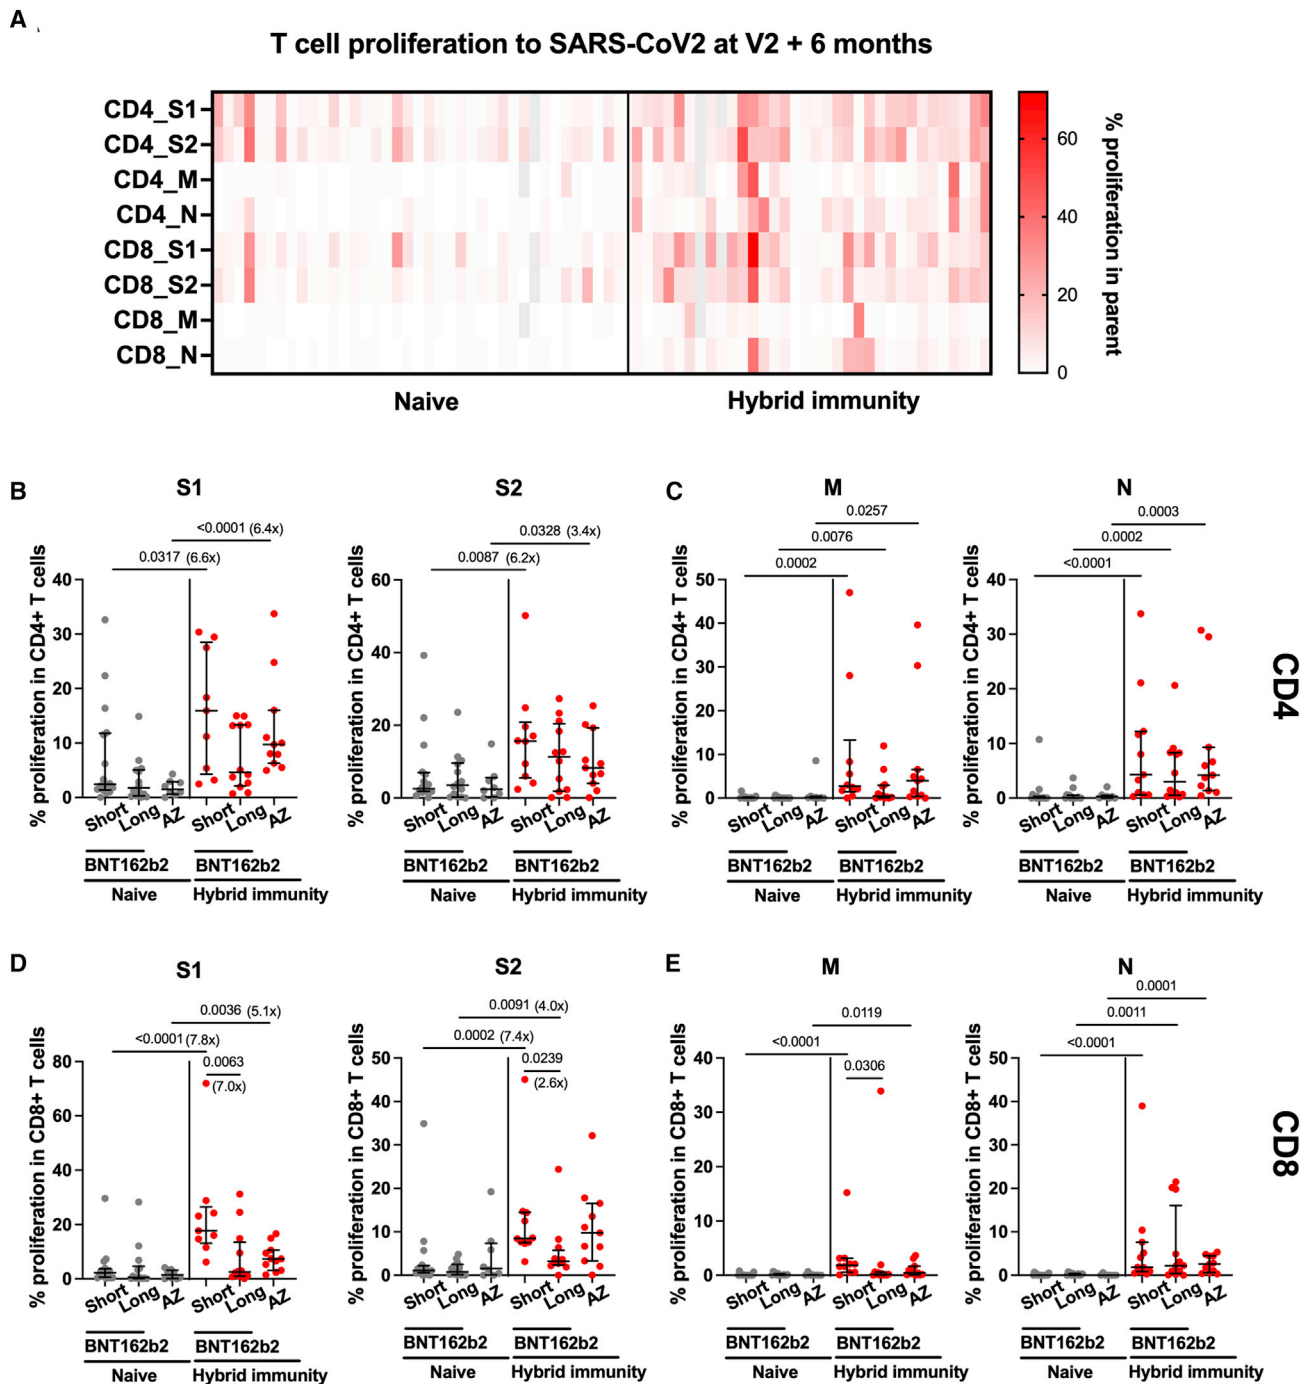 A
T cell proliferation to SARS-CoV2 at V2 + 6 months
CD4_S1
CD4_S2
CD4_M
CD4_N
CD8_S1
CD8_S2
CD8_M
CD8_N
Naive
Hybrid immunity
60
40
20
0
% proliferation in parent
B
S1
<0.0001 (6.4x)
0.0317 (6.6x)
% proliferation in CD4+ T cells
40
30
20
10
0
Short
Long
AZ
Short
Long
AZ
BNT162b2
BNT162b2
Naive
Hybrid immunity
S2
0.0328 (3.4x)
0.0087 (6.2x)
% proliferation in CD4+ T cells
60
40
20
0
Short
Long
AZ
Short
Long
AZ
BNT162b2
BNT162b2
Naive
Hybrid immunity
C
M
0.0257
0.0076
0.0002
% proliferation in CD4+ T cells
50
40
30
20
10
0
Short
Long
AZ
Short
Long
AZ
BNT162b2
BNT162b2
Naive
Hybrid immunity
N
0.0003
0.0002
<0.0001
% proliferation in CD4+ T cells
40
30
20
10
0
Short
Long
AZ
Short
Long
AZ
BNT162b2
BNT162b2
Naive
Hybrid immunity
CD4
D
S1
0.0036 (5.1x)
<0.0001 (7.8x)
0.0063
(7.0x)
% proliferation in CD8+ T cells
80
60
40
20
0
Short
Long
AZ
Short
Long
AZ
BNT162b2
BNT162b2
Naive
Hybrid immunity
S2
0.0091 (4.0x)
0.0002 (7.4x)
0.0239
(2.6x)
% proliferation in CD8+ T cells
50
40
30
20
10
0
Short
Long
AZ
Short
Long
AZ
BNT162b2
BNT162b2
Naive
Hybrid immunity
E
M
0.0119
<0.0001
0.0306
% proliferation in CD8+ T cells
40
30
20
10
0
Short
Long
AZ
Short
Long
AZ
BNT162b2
BNT162b2
Naive
Hybrid immunity
N
0.0001
0.0011
<0.0001
% proliferation in CD8+ T cells
50
40
30
20
10
0
Short
Long
AZ
Short
Long
AZ
BNT162b2
BNT162b2
Naive
Hybrid immunity
CD8